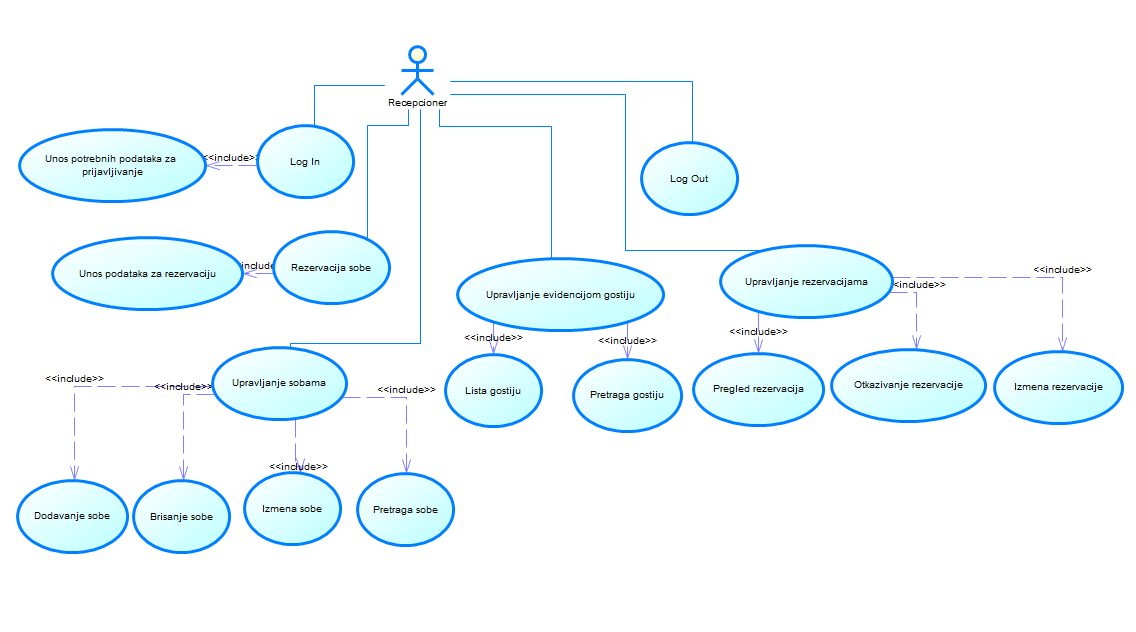 Recepcioner
Unos potrebnih podataka za
prijavljivanje
<<include>>
Log In
Log Out
Unos podataka za rezervaciju
<<include
Rezervacija sobe
Upravljanje evidencijom gostiju
Upravljanje rezervacijama
<<include>>
<<include>>
<<include>>
<<include>>
<<include>>
Upravljanje sobama
<<include>>
<<include>>
<<include>>
Lista gostiju
Pretraga gostiju
Pregled rezervacija
Otkazivanje rezervacije
Izmena rezervacije
<<include>>
Dodavanje sobe
Brisanje sobe
Izmena sobe
Pretraga sobe